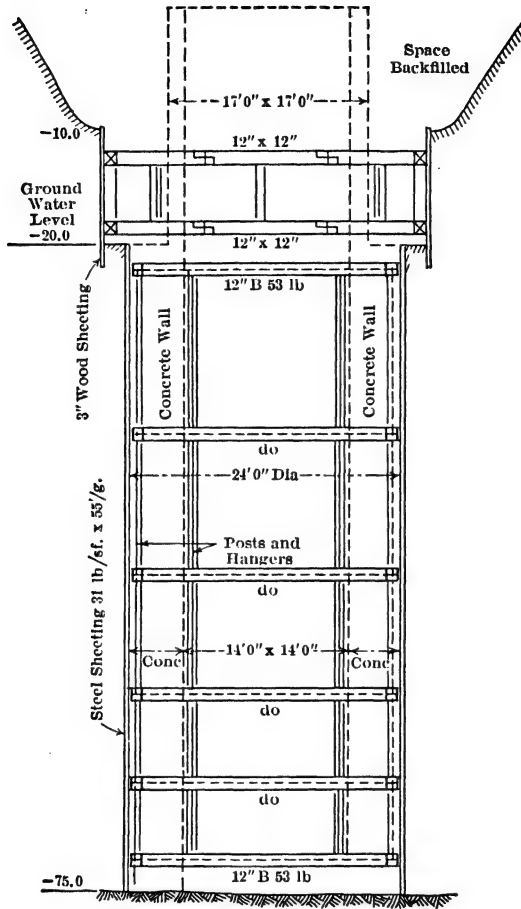 Space
Backfilled
17'0" x 17'0"
-10.0
12" x 12"
Ground
Water
Level
-20.0
12" x 12"
12" B 53 lb
3" Wood Sheeting
Concrete Wall
Concrete Wall
do
24'0" Dia
Steel Sheeting 31 lb/sf. x 55'/g.
Posts and
Hangers
do
14'0" x 14'0"
Conc
Conc
do
do
12" B 53 lb
-75.0